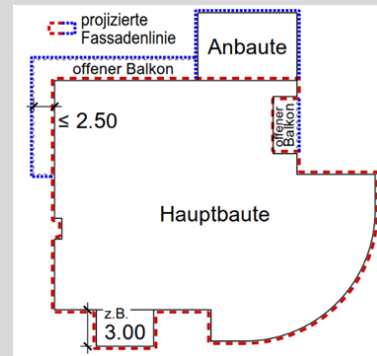 projizierte
Fassadenlinie
Anbaute
offener Balkon
≤ 2.50
offener
Balkon
Hauptbaute
z.B.
3.00